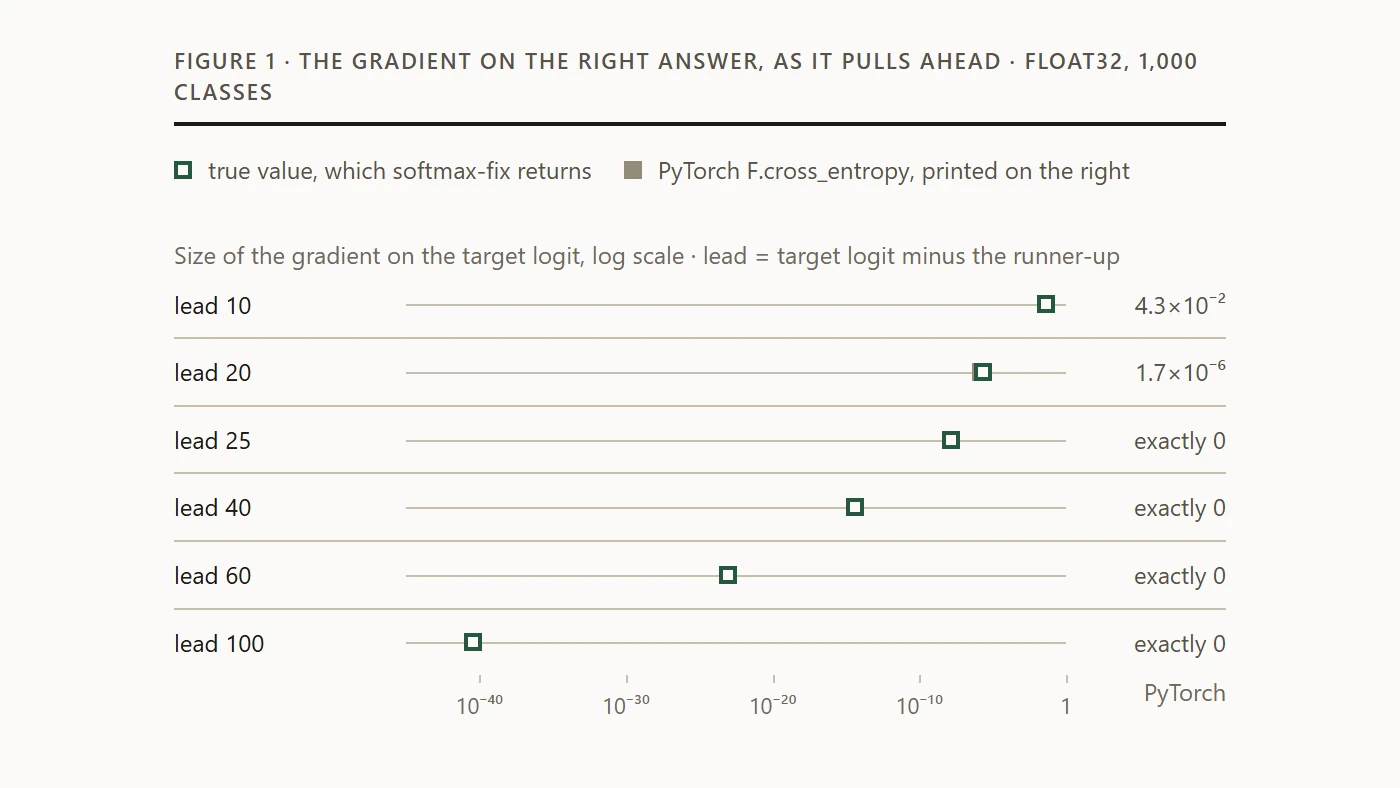 FIGURE 1 · THE GRADIENT ON THE RIGHT ANSWER, AS IT PULLS AHEAD · FLOAT32, 1,000
CLASSES
true value, which softmax-fix returns PyTorch F.cross_entropy, printed on the right
Size of the gradient on the target logit, log scale · lead = target logit minus the runner-up
lead 10 4.3×10⁻²
lead 20 1.7×10⁻⁶
lead 25 exactly 0
lead 40 exactly 0
lead 60 exactly 0
lead 100 exactly 0
10⁻⁴⁰ 10⁻³⁰ 10⁻²⁰ 10⁻¹⁰ 1 PyTorch